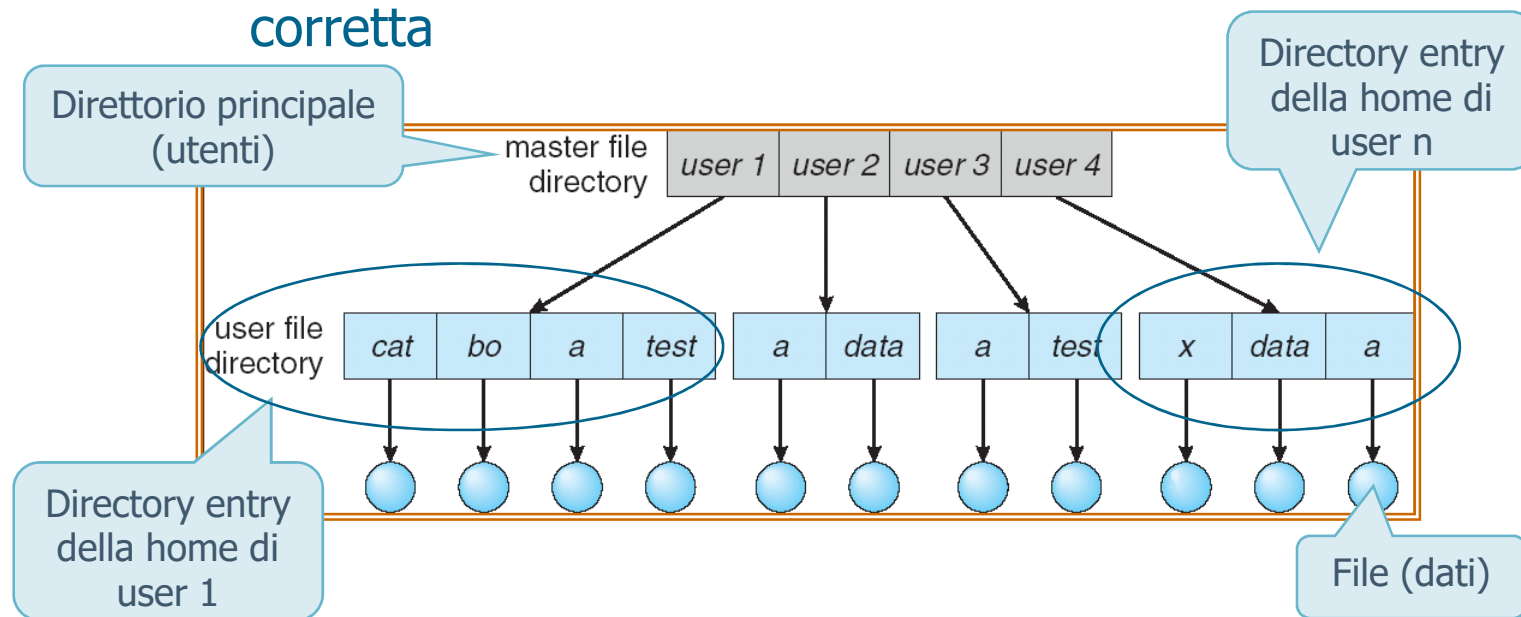 corretta
Direttorio principale
(utenti)
Directory entry
della home di
user n
master file
directory
user 1 user 2 user 3 user 4
user file
directory
cat bo a test a data a test x data a
Directory entry
della home di
user 1
File (dati)